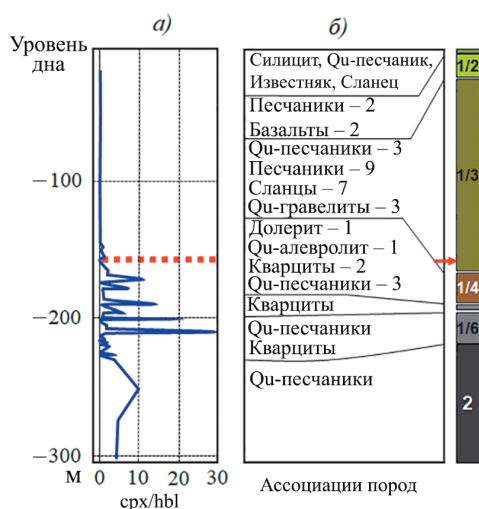 а)
б)
Уровень
дна
Силицит, Qu-песчаник,
Известняк, Сланец
Песчаники – 2
Базальты – 2
Qu-песчаники – 3
Песчаники – 9
Сланцы – 7
Qu-гравелиты – 3
Долерит – 1
Qu-алевролит – 1
Кварциты – 2
Qu-песчаники – 3
Кварциты
Qu-песчаники
Кварциты
Qu-песчаники
1/2
1/3
1/4
1/6
2
–100
–200
–300
м
0 10 20 30
cpx/hbl
Ассоциации пород